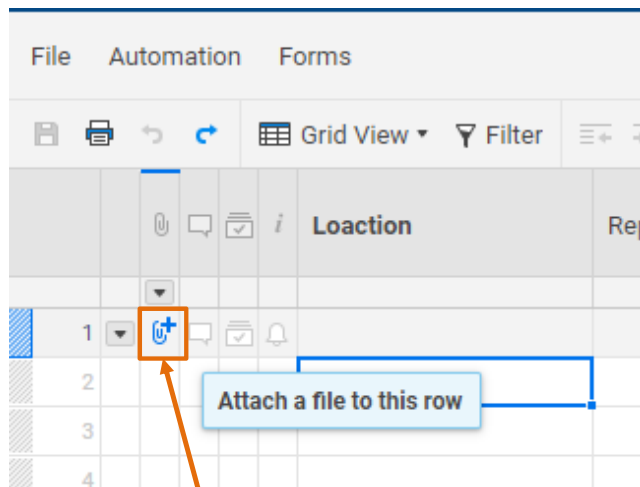 File Automation Forms
Grid View Filter
i Loaction
1
2
Attach a file to this row
3
4